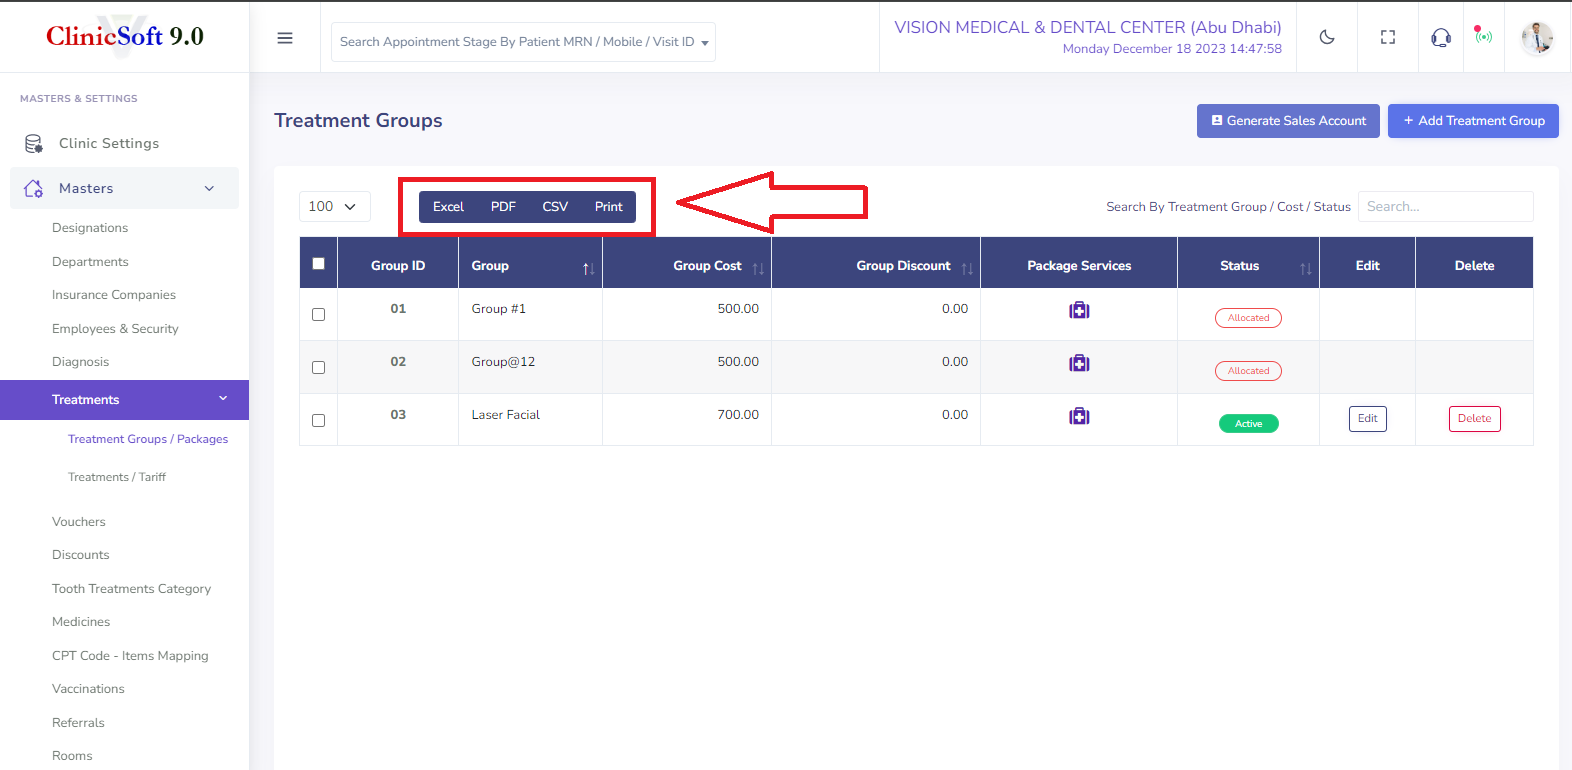 ClinicSoft 9.0
Search Appointment Stage By Patient MRN / Mobile / Visit ID
VISION MEDICAL & DENTAL CENTER (Abu Dhabi)
Monday December 18 2023 14:47:58
MASTERS & SETTINGS
Clinic Settings
Masters
Designations
Departments
Insurance Companies
Employees & Security
Diagnosis
Treatments
Treatment Groups / Packages
Treatments / Tariff
Vouchers
Discounts
Tooth Treatments Category
Medicines
CPT Code - Items Mapping
Vaccinations
Referrals
Rooms
Treatment Groups
Generate Sales Account
+ Add Treatment Group
100
Excel PDF CSV Print
Search By Treatment Group / Cost / Status Search...
Group ID Group Group Cost Group Discount Package Services Status Edit Delete
01 Group #1 500.00 0.00 Allocated
02 Group@12 500.00 0.00 Allocated
03 Laser Facial 700.00 0.00 Active Edit Delete